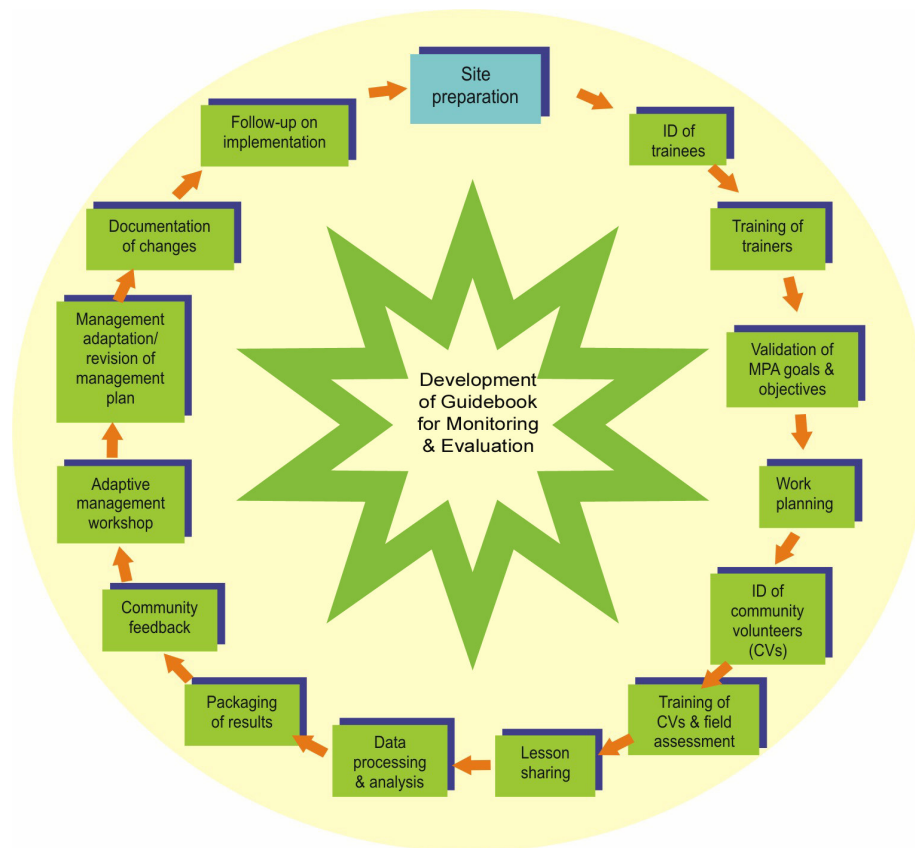 Site
preparation
ID of
trainees
Training of
trainers
Validation of
MPA goals &
objectives
Work
planning
ID of
community
volunteers
(CVs)
Training of
CVs & field
assessment
Lesson
sharing
Data
processing
& analysis
Packaging
of results
Community
feedback
Adaptive
management
workshop
Management
adaptation/
revision of
management
plan
Documentation
of changes
Follow-up on
implementation
Development
of Guidebook
for Monitoring
& Evaluation